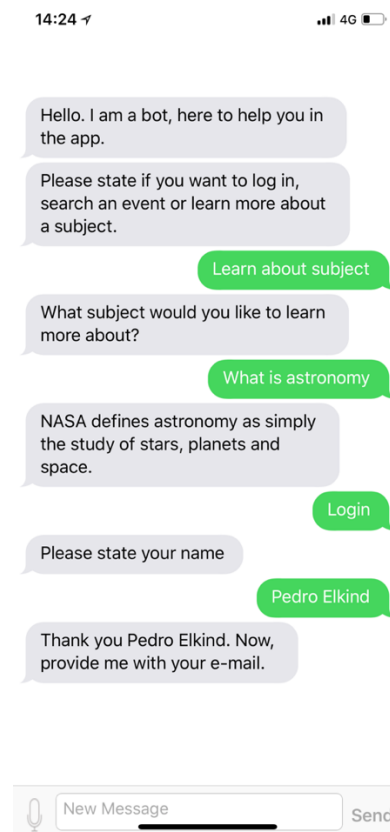 14:24 4G
Hello. I am a bot, here to help you in
the app.
Please state if you want to log in,
search an event or learn more about
a subject.
Learn about subject
What subject would you like to learn
more about?
What is astronomy
NASA defines astronomy as simply
the study of stars, planets and
space.
Login
Please state your name
Pedro Elkind
Thank you Pedro Elkind. Now,
provide me with your e-mail.
New Message
Send